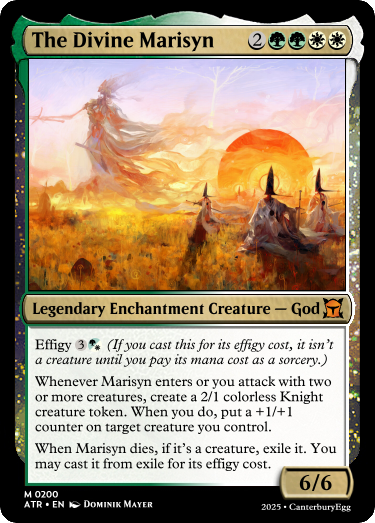 The Divine Marisyn 2
Legendary Enchantment Creature — God
Effigy 3 (If you cast this for its effigy cost, it isn't
a creature until you pay its mana cost as a sorcery.)
Whenever Marisyn enters or you attack with two
or more creatures, create a 2/1 colorless Knight
creature token. When you do, put a +1/+1
counter on target creature you control.
When Marisyn dies, if it's a creature, exile it. You
may cast it from exile for its effigy cost.
6/6
M 0200
ATR • EN DOMINIK MAYER
2025 • CanterburyEgg